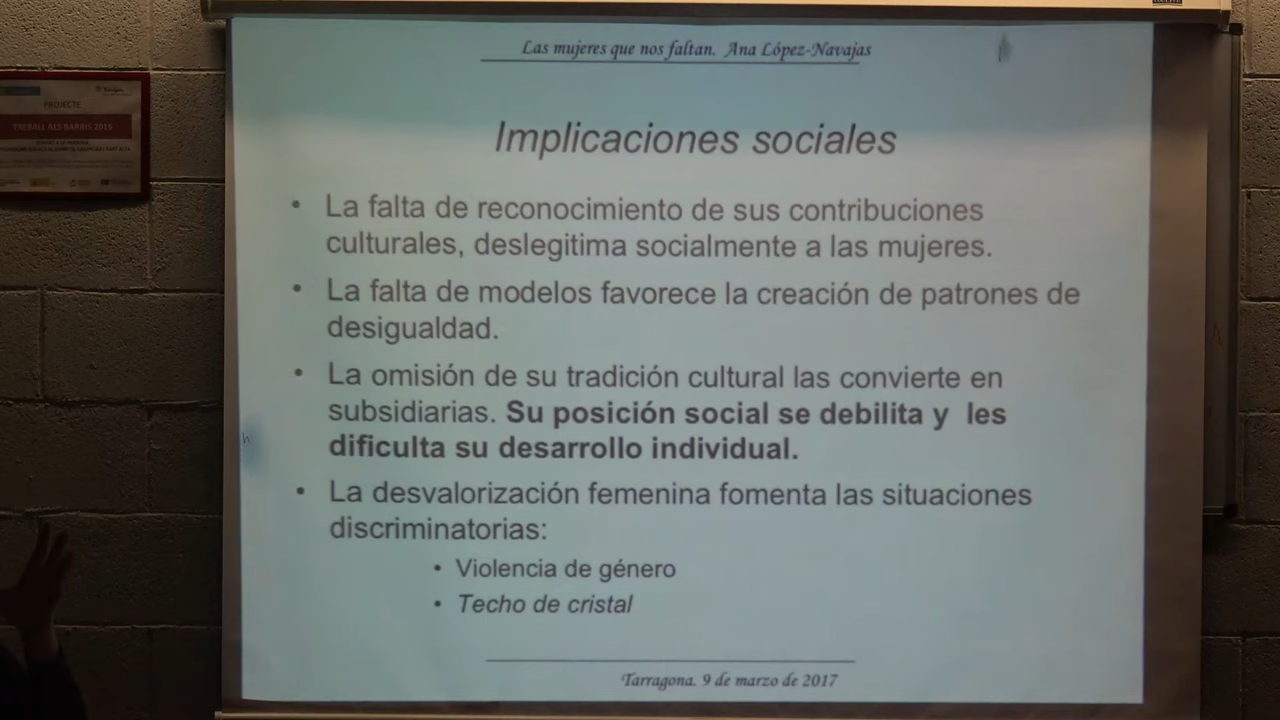 Las mujeres que nos faltan. Ana López-Navajas
Implicaciones sociales
• La falta de reconocimiento de sus contribuciones
culturales, deslegitima socialmente a las mujeres.
• La falta de modelos favorece la creación de patrones de
desigualdad.
• La omisión de su tradición cultural las convierte en
subsidiarias. Su posición social se debilita y les
dificulta su desarrollo individual.
• La desvalorización femenina fomenta las situaciones
discriminatorias:
• Violencia de género
• Techo de cristal
Tarragona. 9 de marzo de 2017
PROJECTE
TREBALL ALS BARRIS 2015